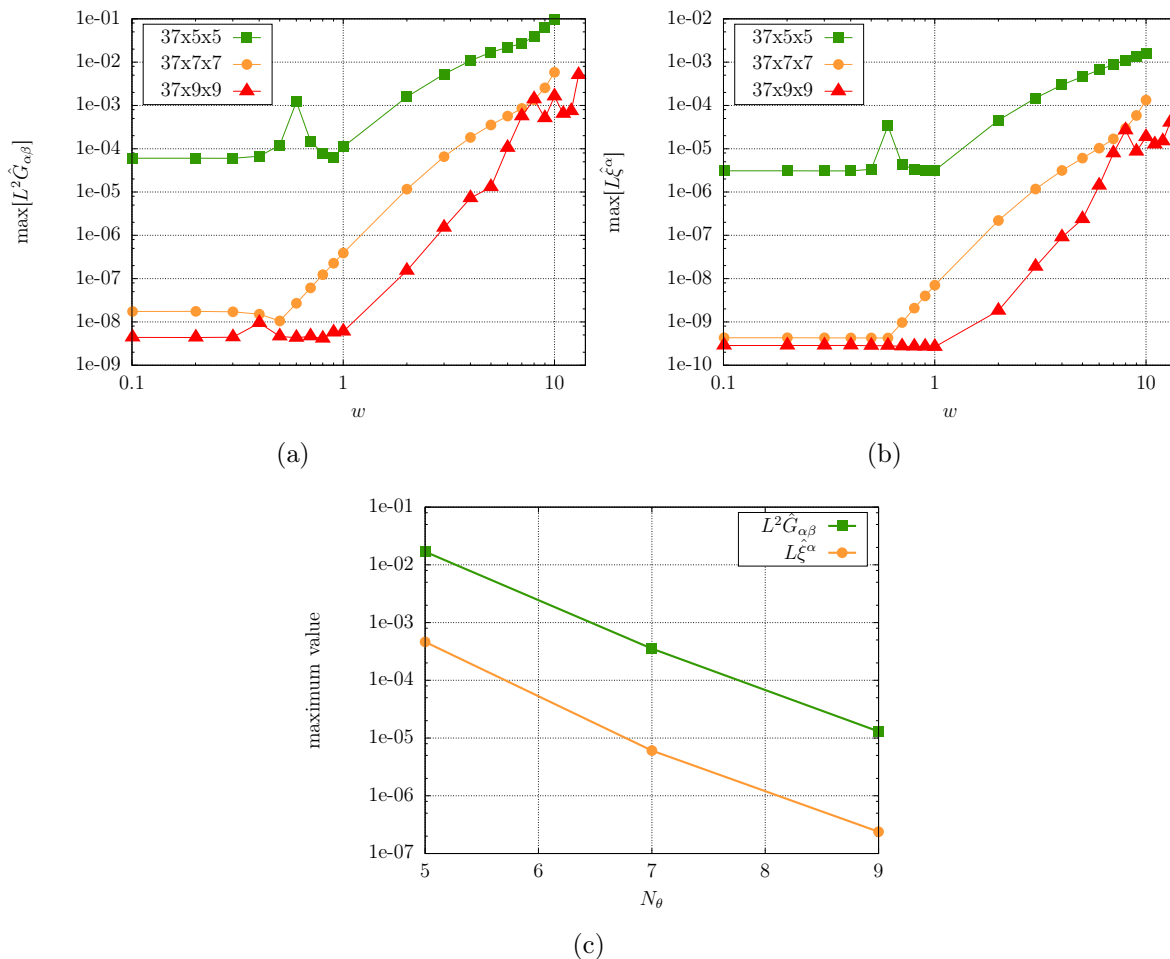 1e-01
1e-02
1e-03
1e-04
1e-05
1e-06
1e-07
1e-08
1e-09
max[L²Ĝ_αβ]
37x5x5
37x7x7
37x9x9
0.1 1 10
w
(a)
1e-02
1e-03
1e-04
1e-05
1e-06
1e-07
1e-08
1e-09
1e-10
max[Lξ̂^α]
37x5x5
37x7x7
37x9x9
0.1 1 10
w
(b)
1e-01
1e-02
1e-03
1e-04
1e-05
1e-06
1e-07
maximum value
L²Ĝ_αβ
Lξ̂^α
5 6 7 8 9
N_θ
(c)